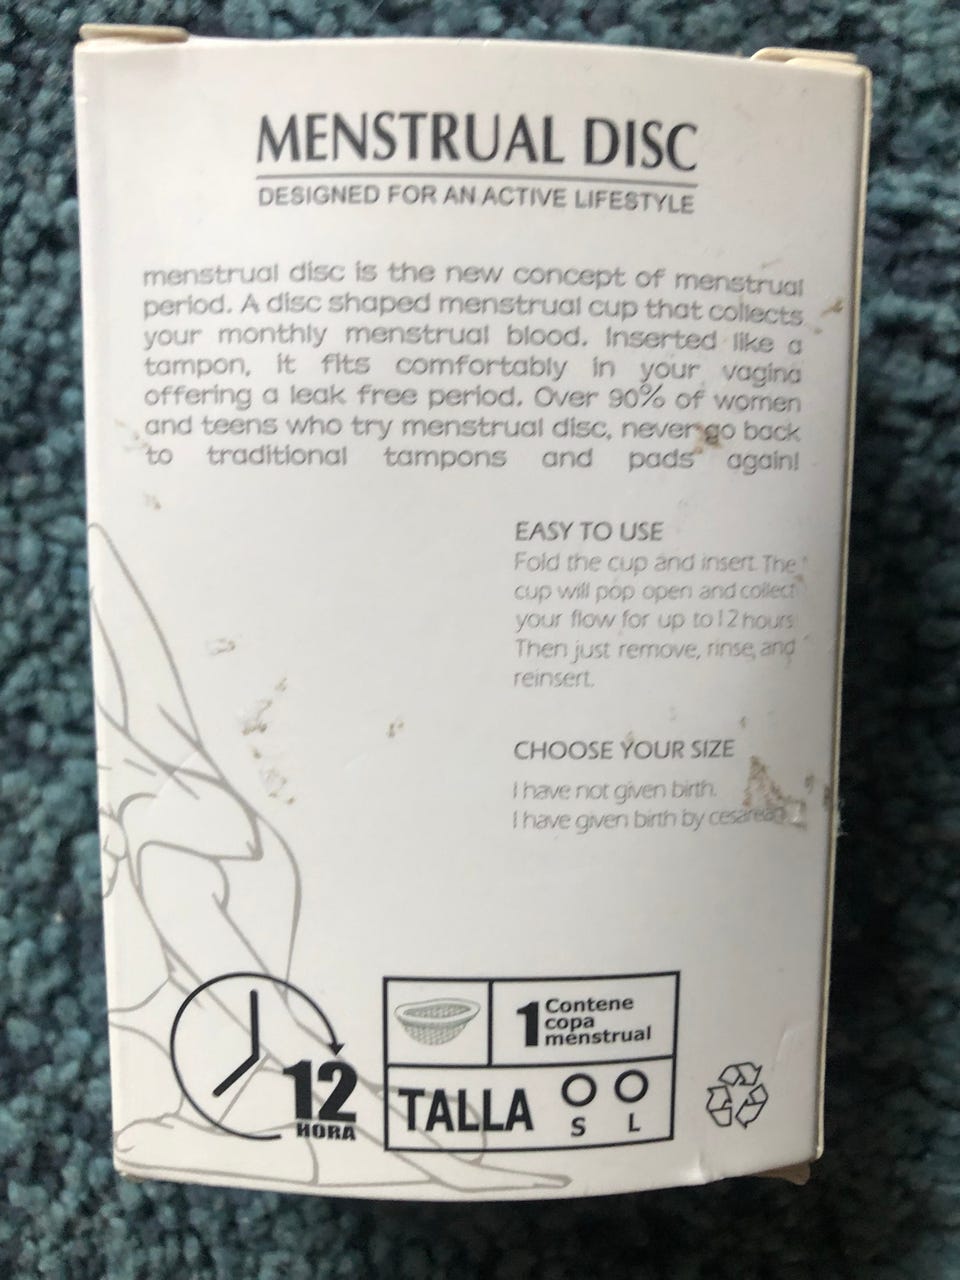 MENSTRUAL DISC
DESIGNED FOR AN ACTIVE LIFESTYLE
menstrual disc is the new concept of menstrual
period. A disc shaped menstrual cup that collects
your monthly menstrual blood. Inserted like a
tampon, it fits comfortably in your vagina
offering a leak free period. Over 90% of women
and teens who try menstrual disc, never go back
to traditional tampons and pads again!
EASY TO USE
Fold the cup and insert. The
cup will pop open and collect
your flow for up to 12 hours.
Then just remove, rinse, and
reinsert.
CHOOSE YOUR SIZE
I have not given birth.
I have given birth by cesarean
12
HORA
1 Contene
copa
menstrual
TALLA
S L